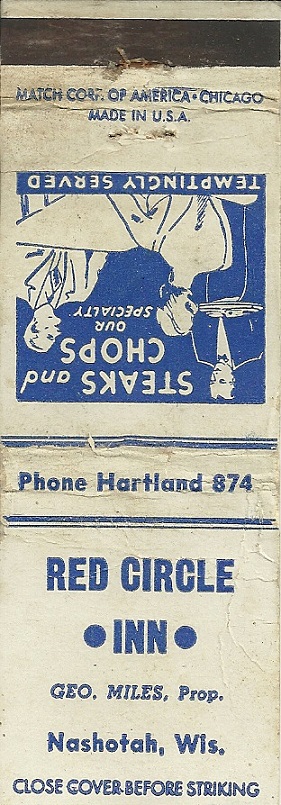 MATCH CORP. OF AMERICA • CHICAGO
MADE IN U.S.A.
STEAKS and
CHOPS
OUR
SPECIALTY
TEMPTINGLY SERVED
Phone Hartland 874
RED CIRCLE
• INN •
GEO. MILES, Prop.
Nashotah, Wis.
CLOSE COVER BEFORE STRIKING